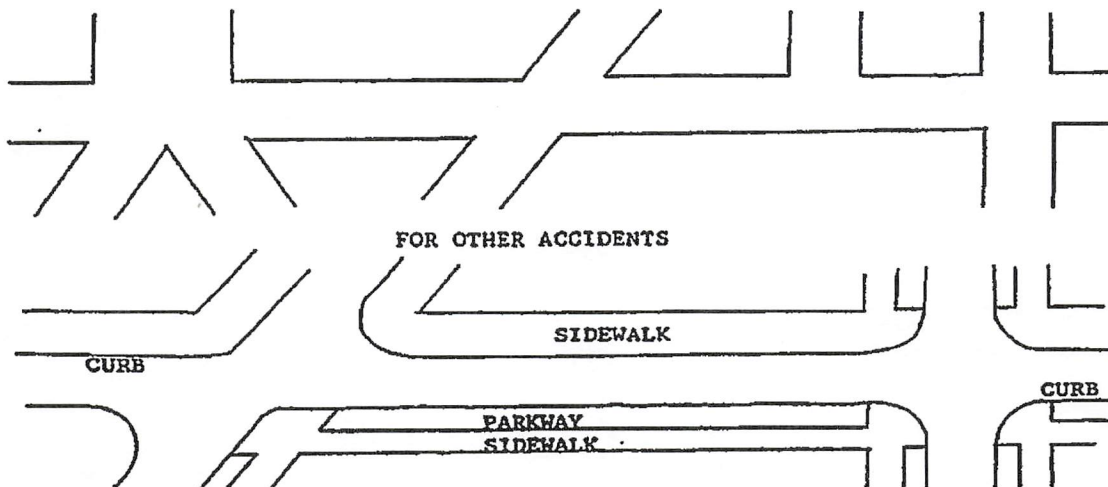 FOR OTHER ACCIDENTS
SIDEWALK
CURB
CURB
PARKWAY
SIDEWALK